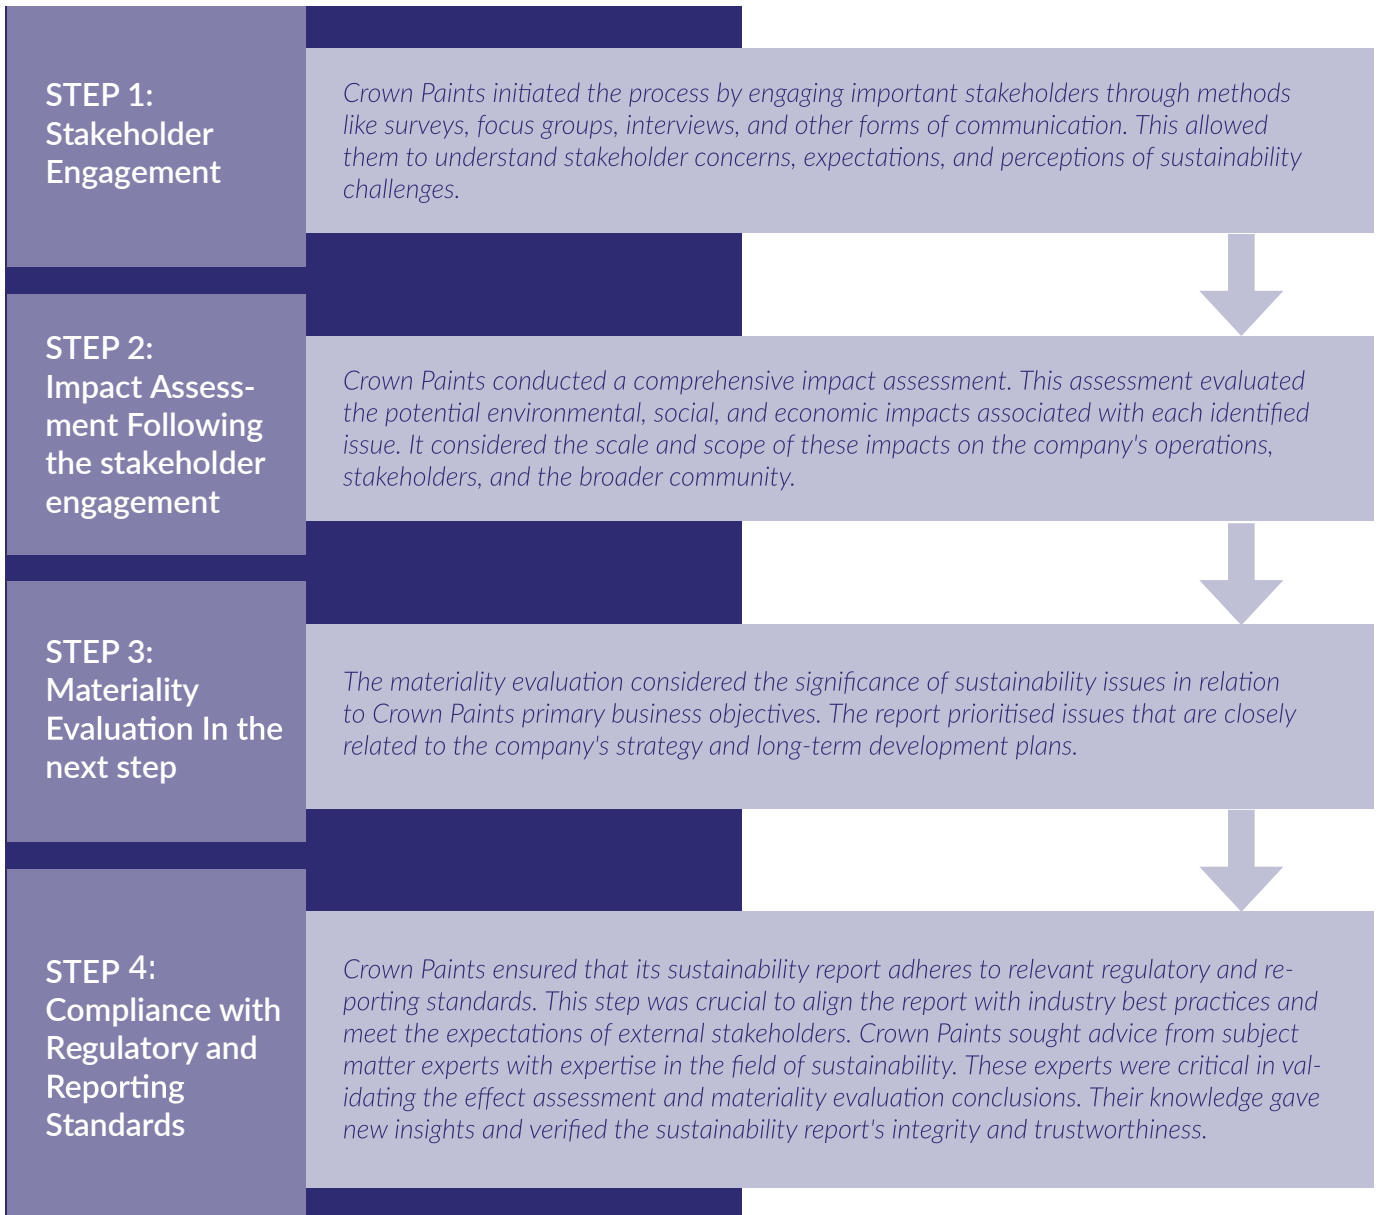 STEP 1:
Stakeholder
Engagement
Crown Paints initiated the process by engaging important stakeholders through methods
like surveys, focus groups, interviews, and other forms of communication. This allowed
them to understand stakeholder concerns, expectations, and perceptions of sustainability
challenges.
STEP 2:
Impact Assess-
ment Following
the stakeholder
engagement
Crown Paints conducted a comprehensive impact assessment. This assessment evaluated
the potential environmental, social, and economic impacts associated with each identified
issue. It considered the scale and scope of these impacts on the company's operations,
stakeholders, and the broader community.
STEP 3:
Materiality
Evaluation In the
next step
The materiality evaluation considered the significance of sustainability issues in relation
to Crown Paints primary business objectives. The report prioritised issues that are closely
related to the company's strategy and long-term development plans.
STEP 4:
Compliance with
Regulatory and
Reporting
Standards
Crown Paints ensured that its sustainability report adheres to relevant regulatory and re-
porting standards. This step was crucial to align the report with industry best practices and
meet the expectations of external stakeholders. Crown Paints sought advice from subject
matter experts with expertise in the field of sustainability. These experts were critical in val-
idating the effect assessment and materiality evaluation conclusions. Their knowledge gave
new insights and verified the sustainability report's integrity and trustworthiness.